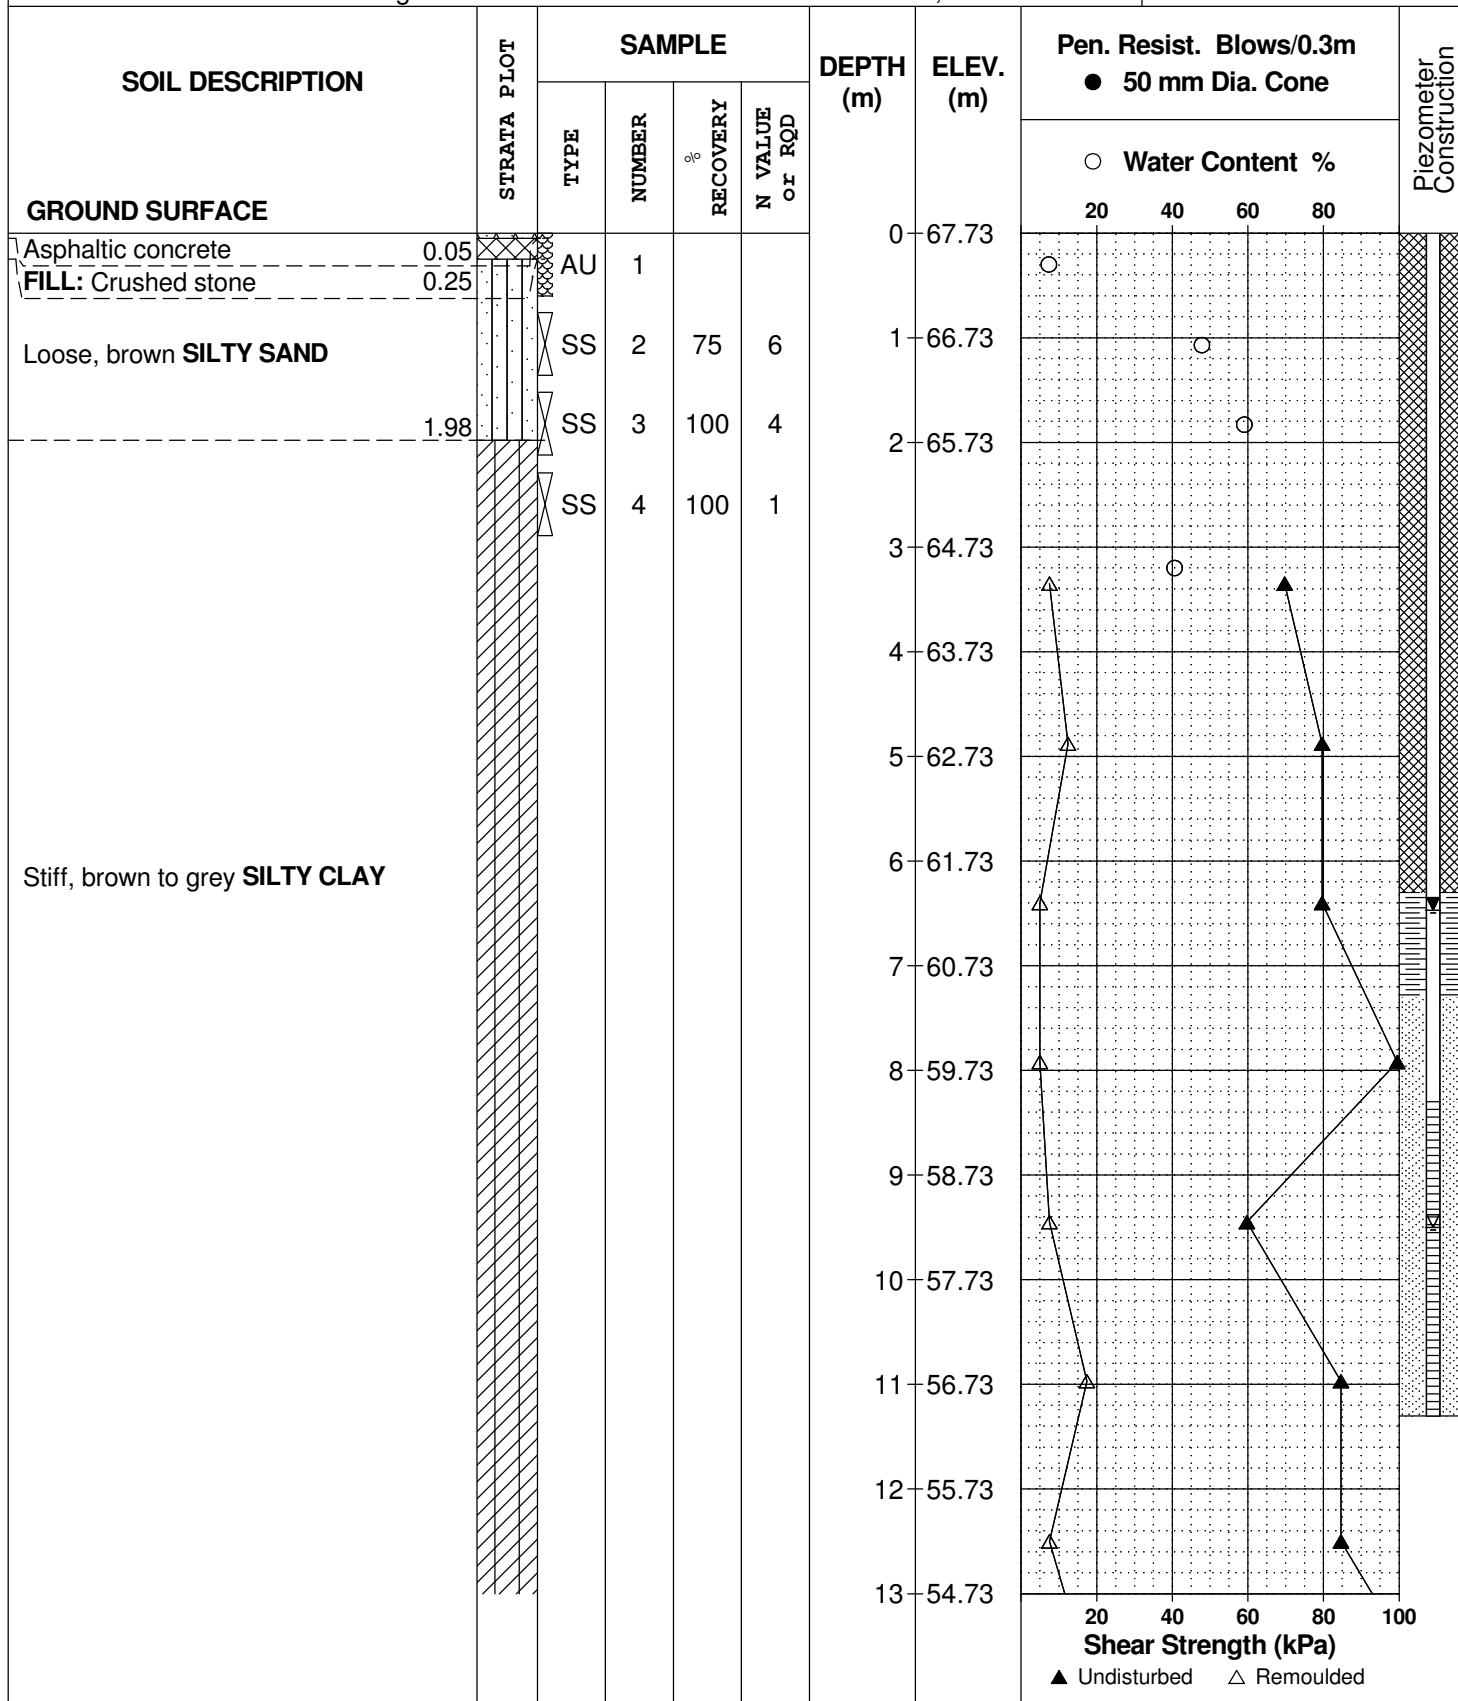 SOIL DESCRIPTION
GROUND SURFACE
STRATA PLOT
SAMPLE
TYPE
NUMBER
% RECOVERY
N VALUE or RQD
DEPTH (m)
ELEV. (m)
Pen. Resist. Blows/0.3m
● 50 mm Dia. Cone
○ Water Content %
20 40 60 80
Piezometer Construction
Asphaltic concrete 0.05
FILL: Crushed stone 0.25
Loose, brown SILTY SAND
1.98
Stiff, brown to grey SILTY CLAY
AU 1
SS 2 75 6
SS 3 100 4
SS 4 100 1
0 67.73
1 66.73
2 65.73
3 64.73
4 63.73
5 62.73
6 61.73
7 60.73
8 59.73
9 58.73
10 57.73
11 56.73
12 55.73
13 54.73
20 40 60 80 100
Shear Strength (kPa)
▲ Undisturbed △ Remoulded